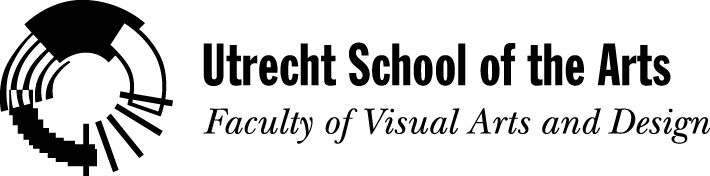 Utrecht School of the Arts
Faculty of Visual Arts and Design